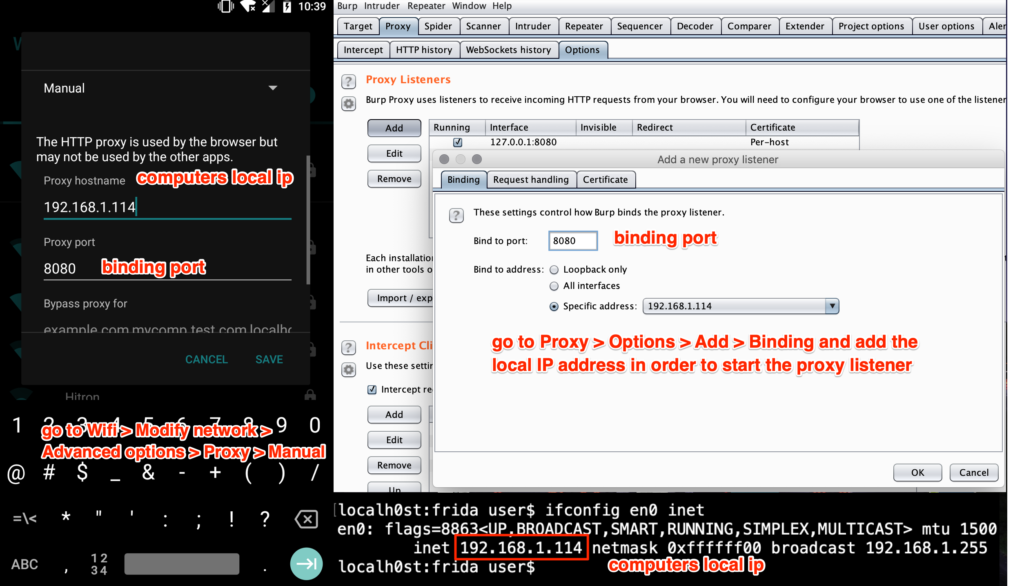 10:39
Manual
The HTTP proxy is used by the browser but
may not be used by the other apps.
Proxy hostname
computers local ip
192.168.1.114
Proxy port
8080
binding port
Bypass proxy for
example.com,mycomp.test.com,localhc
CANCEL
SAVE
Hitron
1 2 3 4 5 6 7 8 9 0
go to Wifi > Modify network >
Advanced options > Proxy > Manual
@ # $ _ & - + ( ) /
=\< * " ' : ; ! ?
ABC , 12 34 .
Burp Intruder Repeater Window Help
Target Proxy Spider Scanner Intruder Repeater Sequencer Decoder Comparer Extender Project options User options Aler
Intercept HTTP history WebSockets history Options
? Proxy Listeners
Burp Proxy uses listeners to receive incoming HTTP requests from your browser. You will need to configure your browser to use one of the listener
Add
Edit
Remove
Running Interface Invisible Redirect Certificate
127.0.0.1:8080 Per-host
Each installation
in other tools o
Import / exp
? Intercept Cli
Use these settir
Intercept re
Add
Edit
Remove
Up
Add a new proxy listener
Binding Request handling Certificate
? These settings control how Burp binds the proxy listener.
Bind to port: 8080
binding port
Bind to address: Loopback only
All interfaces
Specific address: 192.168.1.114
go to Proxy > Options > Add > Binding and add the
local IP address in order to start the proxy listener
OK
Cancel
localh0st:frida user$ ifconfig en0 inet
en0: flags=8863<UP,BROADCAST,SMART,RUNNING,SIMPLEX,MULTICAST> mtu 1500
inet 192.168.1.114 netmask 0xffffff00 broadcast 192.168.1.255
localh0st:frida user$
computers local ip